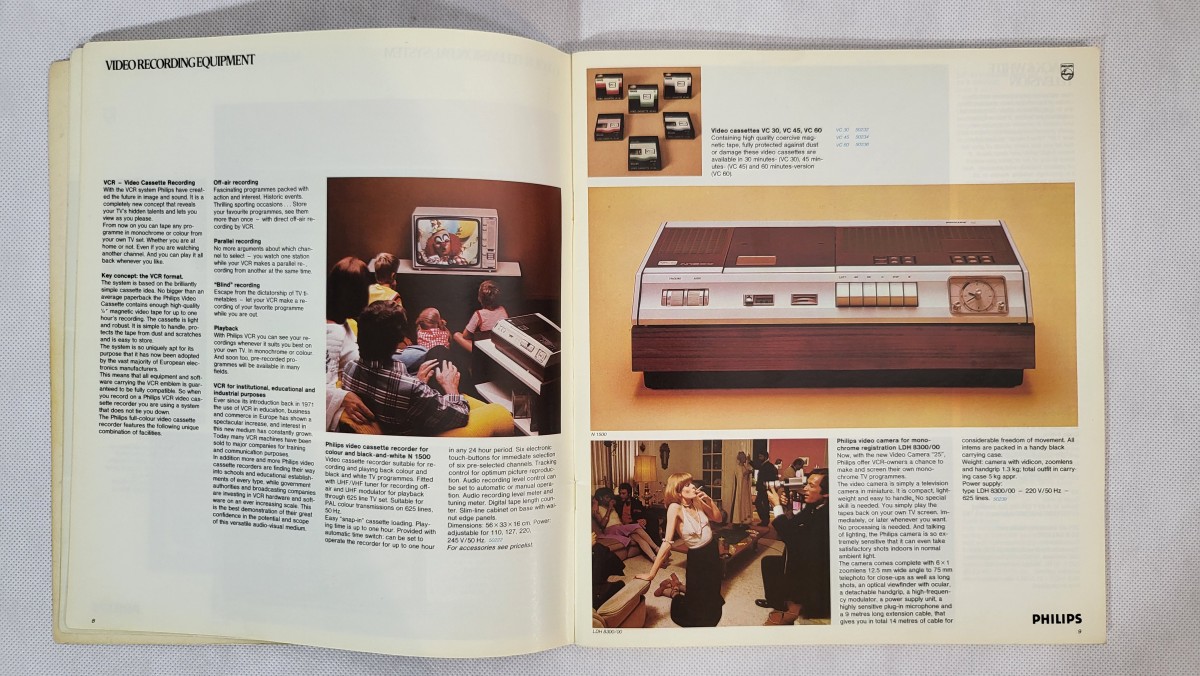 VIDEO RECORDING EQUIPMENT
VCR – Video Cassette Recording
With the VCR system Philips have creat-
ed the future in image and sound. It is a
completely new concept that reveals
your TV's hidden talents and lets you
view as you please.
From now on you can tape any pro-
gramme in monochrome or colour from
your own TV set. Whether you are at
home or not. Even if you are watching
another channel. And you can play it all
back whenever you like.
Key concept: the VCR format.
The system is based on the brilliantly
simple cassette idea. No bigger than an
average paperback the Philips Video
Cassette contains enough high-quality
½" magnetic video tape for up to one
hour's recording. The cassette is light
and robust. It is simple to handle, pro-
tects the tape from dust and scratches
and is easy to store.
The system is so uniquely apt for its
purpose that it has now been adopted
by the vast majority of European elec-
tronics manufacturers.
This means that all equipment and soft-
ware carrying the VCR emblem is guar-
anteed to be fully compatible. So when
you record on a Philips VCR video cas-
sette recorder you are using a system
that does not tie you down.
The Philips full-colour video cassette
recorder features the following unique
combination of facilities.
Off-air recording
Fascinating programmes packed with
action and interest. Historic events.
Thrilling sporting occasions . . . Store
your favourite programmes, see them
more than once – with direct off-air re-
cording by VCR.
Parallel recording
No more arguments about which chan-
nel to select – you watch one station
while your VCR makes a parallel re-
cording from another at the same time.
"Blind" recording
Escape from the dictatorship of TV ti-
metables – let your VCR make a re-
cording of your favorite programme
while you are out.
Playback
With Philips VCR you can see your re-
cordings whenever it suits you best on
your own TV. In monochrome or colour.
And soon too, pre-recorded pro-
grammes will be available in many
fields.
VCR for institutional, educational and
industrial purposes
Ever since its introduction back in 1971
the use of VCR in education, business
and commerce in Europe has shown a
spectacular increase, and interest in
this new medium has constantly grown.
Today many VCR machines have been
sold to major companies for training
and communication purposes.
In addition more and more Philips video
cassette recorders are finding their way
into schools and educational establish-
ments of every type, while government
authorities and broadcasting companies
are investing in VCR hardware and soft-
ware on an ever increasing scale. This
is the best demonstration of their great
confidence in the potential and scope
of this versatile audio-visual medium.
Philips video cassette recorder for
colour and black-and-white N 1500
Video cassette recorder suitable for re-
cording and playing back colour and
black and white TV programmes. Fitted
with UHF/VHF tuner for recording off-
air and UHF modulator for playback
through 625 line TV set. Suitable for
PAL colour transmissions on 625 lines,
50 Hz.
Easy "snap-in" cassette loading. Play-
ing time is up to one hour. Provided with
automatic time switch, can be set to
operate the recorder for up to one hour
in any 24 hour period. Six electronic
touch-buttons for immediate selection
of six pre-selected channels. Tracking
control for optimum picture reproduc-
tion. Audio recording level control can
be set to automatic or manual opera-
tion. Audio recording level meter and
tuning meter. Digital tape length coun-
ter. Slim-line cabinet on base with wal-
nut edge panels.
Dimensions: 56 × 33 × 16 cm. Power:
adjustable for 110, 127, 220,
245 V/50 Hz.
For accessories see pricelist.
8
PHILIPS
Video cassettes VC 30, VC 45, VC 60
Containing high quality coercive mag-
netic tape, fully protected against dust
or damage these video cassettes are
available in 30 minutes- (VC 30), 45 min-
utes- (VC 45) and 60 minutes-version
(VC 60).
VC 30
VC 45
VC 60
N 1500
LDH 8300/00
Philips video camera for mono-
chrome registration LDH 8300/00
Now, with the new Video Camera "25",
Philips offer VCR-owners a chance to
make and screen their own mono-
chrome TV programmes.
The video camera is simply a television
camera in miniature. It is compact, light-
weight and easy to handle, No special
skill is needed. You simply play the
tapes back on your own TV screen. Im-
mediately, or later whenever you want.
No processing is needed. And talking
of lighting, the Philips camera is so ex-
tremely sensitive that it can even take
satisfactory shots indoors in normal
ambient light.
The camera comes complete with 6 × 1
zoomlens 12.5 mm wide angle to 75 mm
telephoto for close-ups as well as long
shots, an optical viewfinder with ocular,
a detachable handgrip, a high-frequen-
cy modulator, a power supply unit, a
highly sensitive plug-in microphone and
a 9 metres long extension cable, that
gives you in total 14 metres of cable for
considerable freedom of movement. All
intems are packed in a handy black
carrying case.
Weight: camera with vidicon, zoomlens
and handgrip 1.3 kg; total outfit in carry-
ing case 5 kg appr.
Power supply:
type LDH 8300/00 – 220 V/50 Hz –
625 lines.
PHILIPS
9